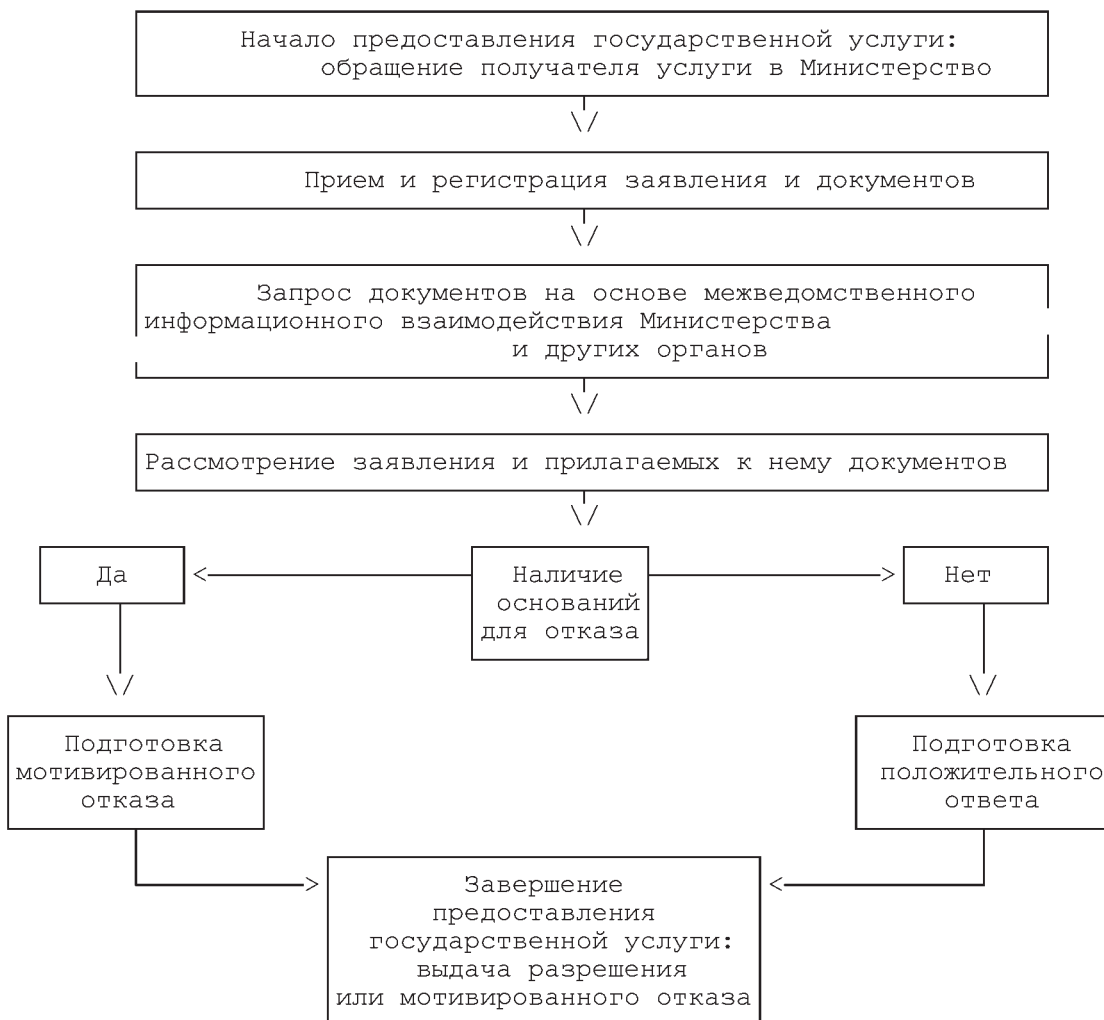 Начало предоставления государственной услуги:
обращение получателя услуги в Министерство
Прием и регистрация заявления и документов
Запрос документов на основе межведомственного
информационного взаимодействия Министерства
и других органов
Рассмотрение заявления и прилагаемых к нему документов
Да
Наличие
оснований
для отказа
Нет
Подготовка
мотивированного
отказа
Подготовка
положительного
ответа
Завершение
предоставления
государственной услуги:
выдача разрешения
или мотивированного отказа